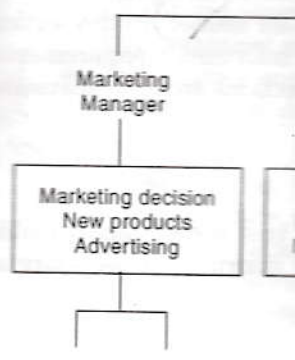 Marketing
Manager
Marketing decision
New products
Advertising